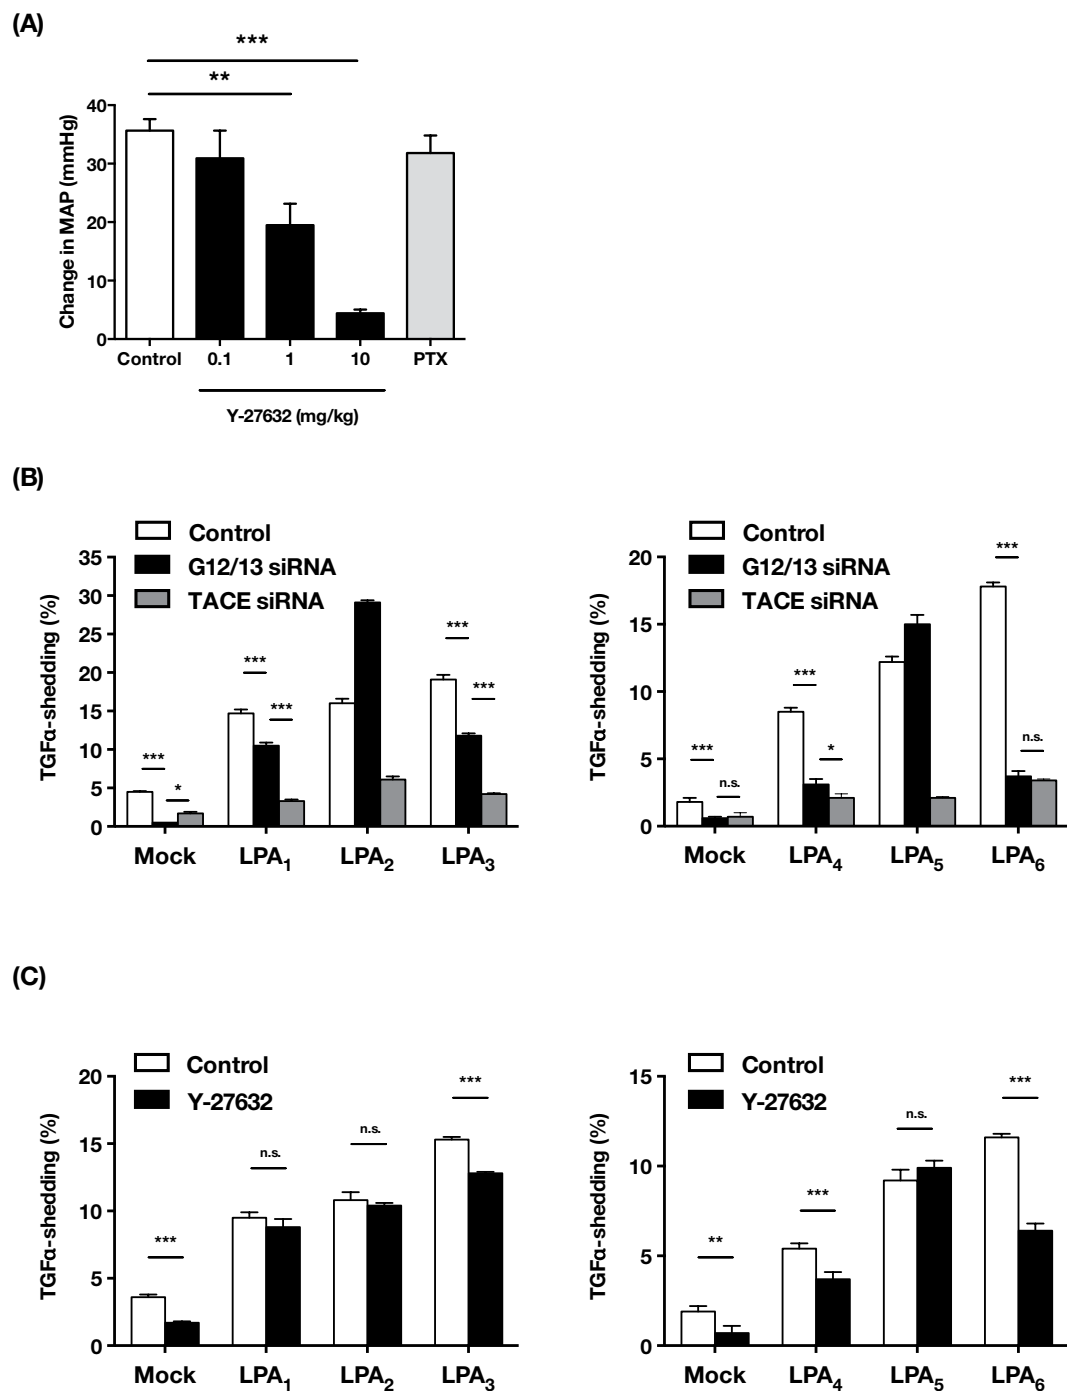 (A)
***
**
40
30
20
10
0
Change in MAP (mmHg)
Control 0.1 1 10 PTX
Y-27632 (mg/kg)
(B)
Control
G12/13 siRNA
TACE siRNA
35
30
25
20
15
10
5
0
TGFα-shedding (%)
***
*
***
***
***
***
Mock LPA1 LPA2 LPA3
Control
G12/13 siRNA
TACE siRNA
20
15
10
5
0
TGFα-shedding (%)
***
n.s.
***
*
***
n.s.
Mock LPA4 LPA5 LPA6
(C)
Control
Y-27632
20
15
10
5
0
TGFα-shedding (%)
***
n.s.
n.s.
***
Mock LPA1 LPA2 LPA3
Control
Y-27632
15
10
5
0
TGFα-shedding (%)
**
***
n.s.
***
Mock LPA4 LPA5 LPA6